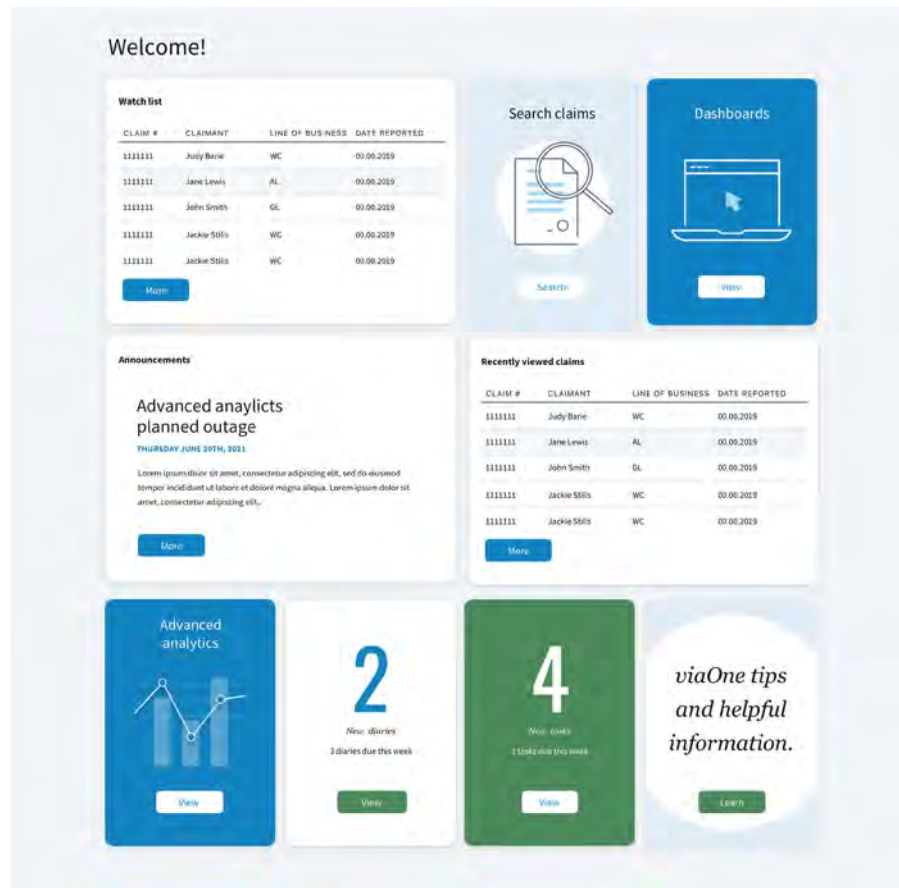 Welcome!
Watch list
CLAIM # CLAIMANT LINE OF BUSINESS DATE REPORTED
1111111 Judy Barie WC 00.00.2019
1111111 Jane Lewis AL 00.00.2019
1111111 John Smith GL 00.00.2019
1111111 Jackie Stills WC 00.00.2019
1111111 Jackie Stills WC 00.00.2019
More
Search claims
Search
Dashboards
View
Announcements
Advanced anaylicts
planned outage
THURSDAY JUNE 20TH, 2021
Lorem ipsum dolor sit amet, consectetur adipiscing elit, sed do eiusmod
tempor incididunt ut labore et dolore magna aliqua. Lorem ipsum dolor sit
amet, consectetur adipiscing elit..
More
Recently viewed claims
CLAIM # CLAIMANT LINE OF BUSINESS DATE REPORTED
1111111 Judy Barie WC 00.00.2019
1111111 Jane Lewis AL 00.00.2019
1111111 John Smith GL 00.00.2019
1111111 Jackie Stills WC 00.00.2019
1111111 Jackie Stills WC 00.00.2019
More
Advanced
analytics
View
2
New diaries
3 diaries due this week
View
4
New tasks
2 tasks due this week
View
viaOne tips
and helpful
information.
Learn